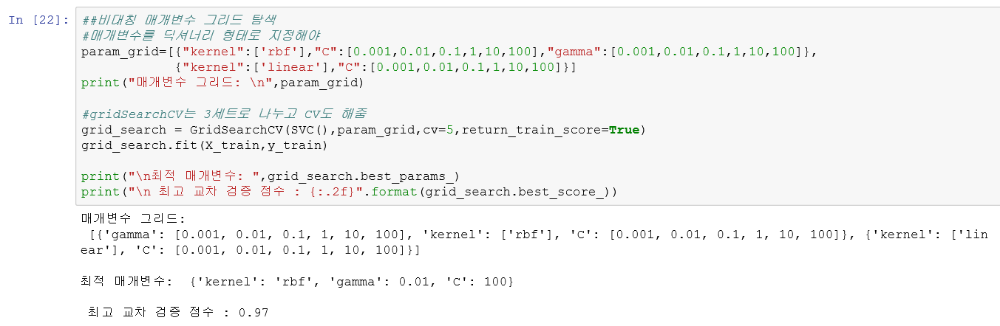 In [22]: ##비대칭 매개변수 그리드 탐색
#매개변수를 딕셔너리 형태로 지정해야
param_grid=[{"kernel":['rbf'],"C":[0.001,0.01,0.1,1,10,100],"gamma":[0.001,0.01,0.1,1,10,100]},
{"kernel":['linear'],"C":[0.001,0.01,0.1,1,10,100]}]
print("매개변수 그리드: \n",param_grid)
#gridSearchCV는 3세트로 나누고 CV도 해줌
grid_search = GridSearchCV(SVC(),param_grid,cv=5,return_train_score=True)
grid_search.fit(X_train,y_train)
print("\n최적 매개변수: ",grid_search.best_params_)
print("\n 최고 교차 검증 점수 : {:.2f}".format(grid_search.best_score_))
매개변수 그리드:
[{'gamma': [0.001, 0.01, 0.1, 1, 10, 100], 'kernel': ['rbf'], 'C': [0.001, 0.01, 0.1, 1, 10, 100]}, {'kernel': ['lin
ear'], 'C': [0.001, 0.01, 0.1, 1, 10, 100]}]
최적 매개변수:  {'kernel': 'rbf', 'gamma': 0.01, 'C': 100}
최고 교차 검증 점수 : 0.97